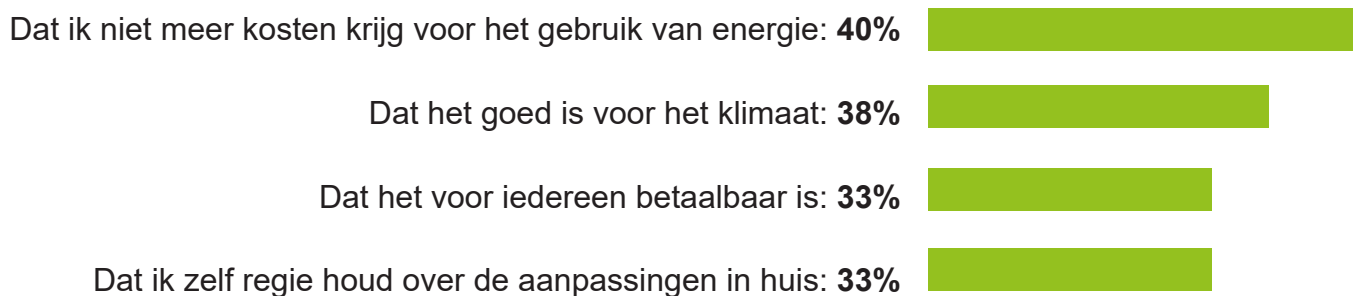 Dat ik niet meer kosten krijg voor het gebruik van energie: 40%
Dat het goed is voor het klimaat: 38%
Dat het voor iedereen betaalbaar is: 33%
Dat ik zelf regie houd over de aanpassingen in huis: 33%